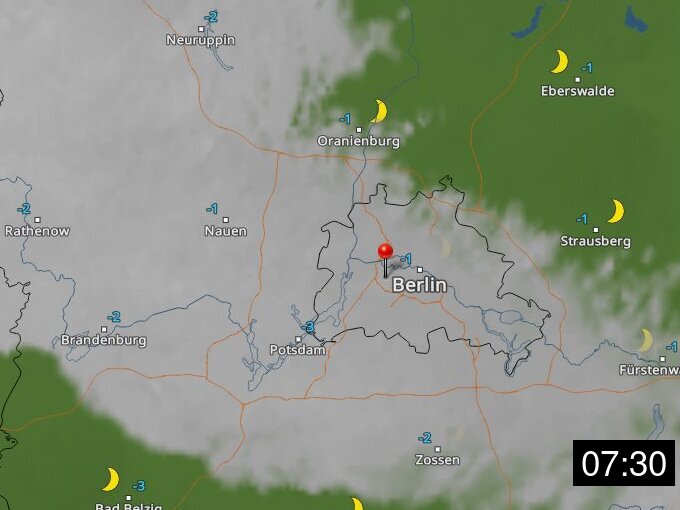 -2
Neuruppin
-1
Eberswalde
-1
Oranienburg
-2
Rathenow
-1
Nauen
-1
Strausberg
-1
Berlin
-2
Brandenburg
-3
Potsdam
-1
Fürstenwa
-2
Zossen
07:30
-3
Bad Belzig